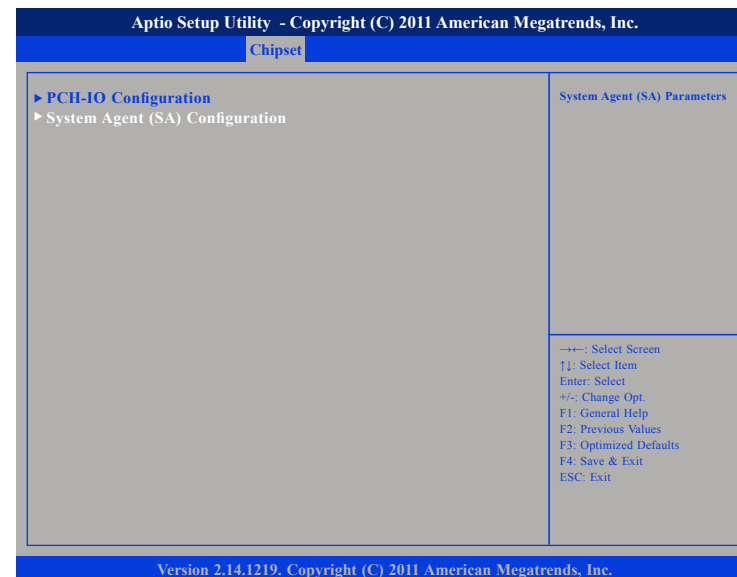 Aptio Setup Utility - Copyright (C) 2011 American Megatrends, Inc.
Chipset
▶ PCH-IO Configuration
▶ System Agent (SA) Configuration
System Agent (SA) Parameters
→←: Select Screen
↑↓: Select Item
Enter: Select
+/-: Change Opt.
F1: General Help
F2: Previous Values
F3: Optimized Defaults
F4: Save & Exit
ESC: Exit
Version 2.14.1219. Copyright (C) 2011 American Megatrends, Inc.